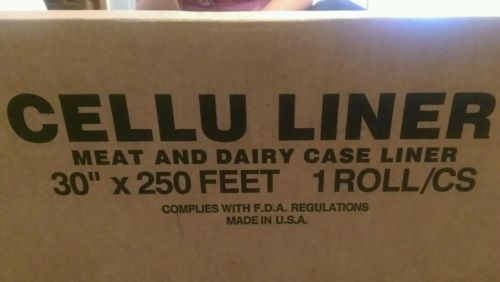 CELLU LINER
MEAT AND DAIRY CASE LINER
30" x 250 FEET 1 ROLL/CS
COMPLIES WITH F.D.A. REGULATIONS
MADE IN U.S.A.